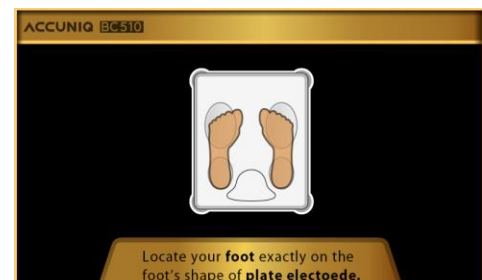 ACCUNIQ BC510
Locate your foot exactly on the
foot's shape of plate electoede.